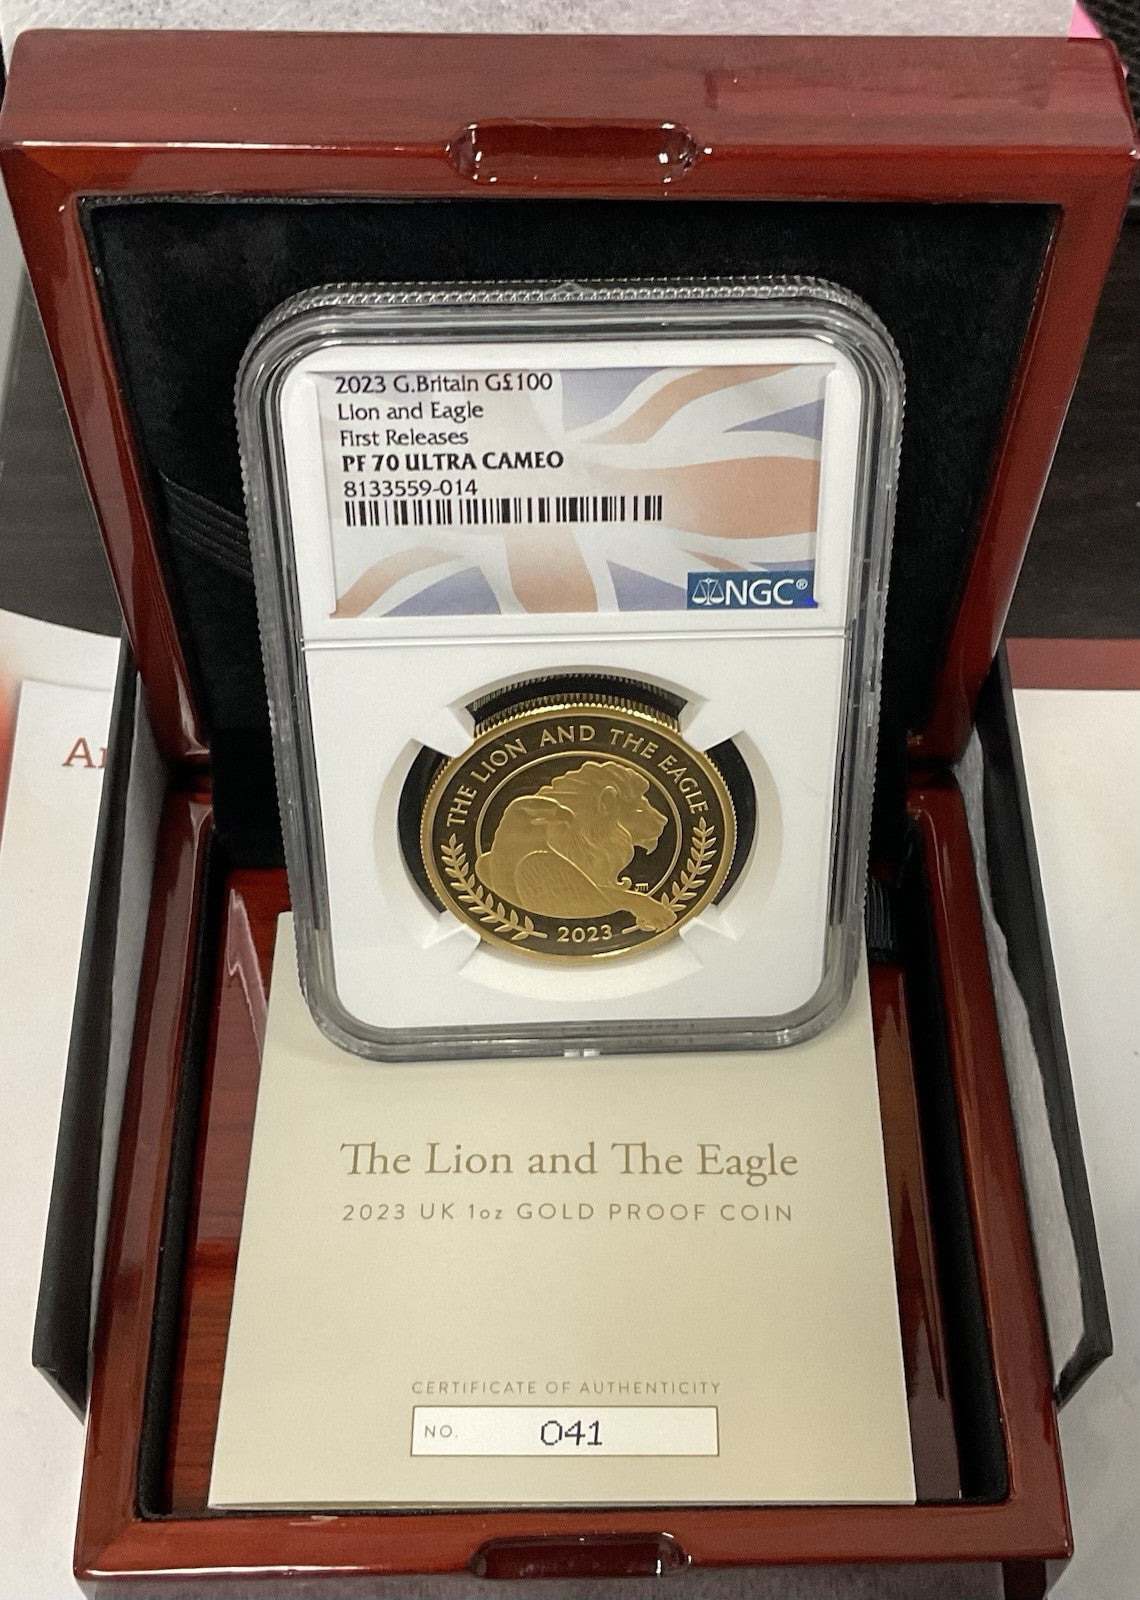 2023 G.Britain G£100
Lion and Eagle
First Releases
PF 70 ULTRA CAMEO
8133559-014
NGC®
THE LION AND THE EAGLE
2023
The Lion and The Eagle
2023 UK 1oz GOLD PROOF COIN
CERTIFICATE OF AUTHENTICITY
NO. 041